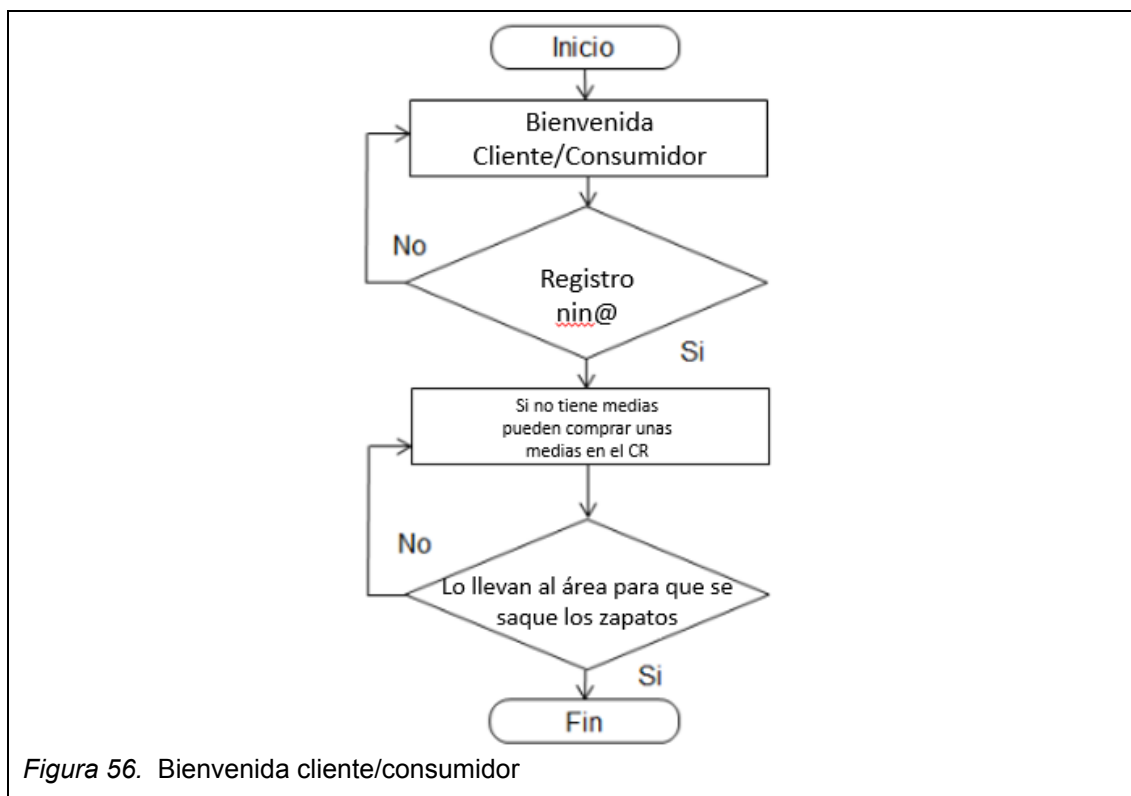 Inicio
Bienvenida
Cliente/Consumidor
No
Registro
nin@
Si
Si no tiene medias
pueden comprar unas
medias en el CR
No
Lo llevan al área para que se
saque los zapatos
Si
Fin
Figura 56. Bienvenida cliente/consumidor